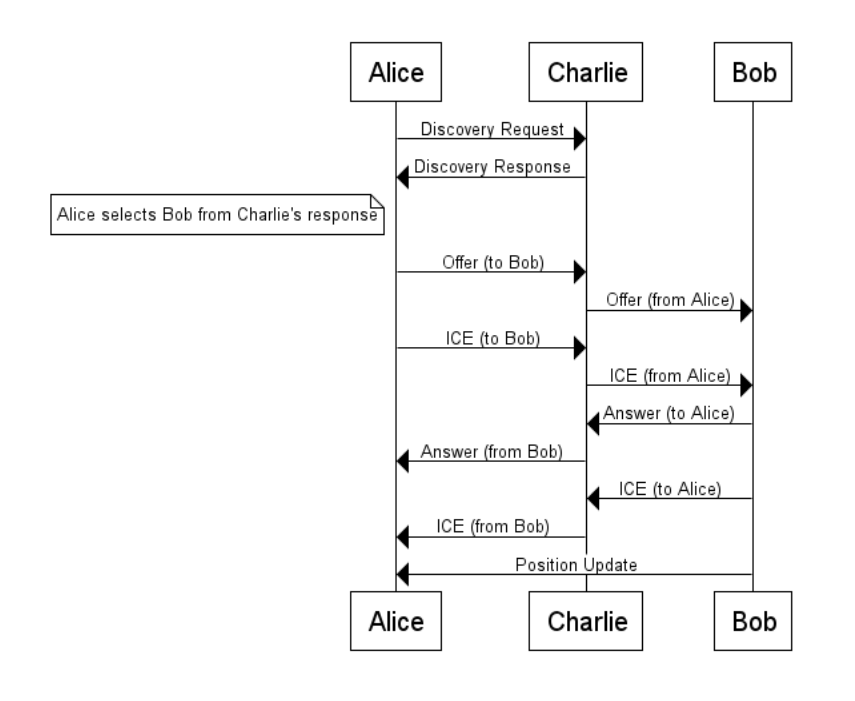 Alice
Charlie
Bob
Discovery Request
Discovery Response
Alice selects Bob from Charlie's response
Offer (to Bob)
Offer (from Alice)
ICE (to Bob)
ICE (from Alice)
Answer (to Alice)
Answer (from Bob)
ICE (to Alice)
ICE (from Bob)
Position Update
Alice
Charlie
Bob